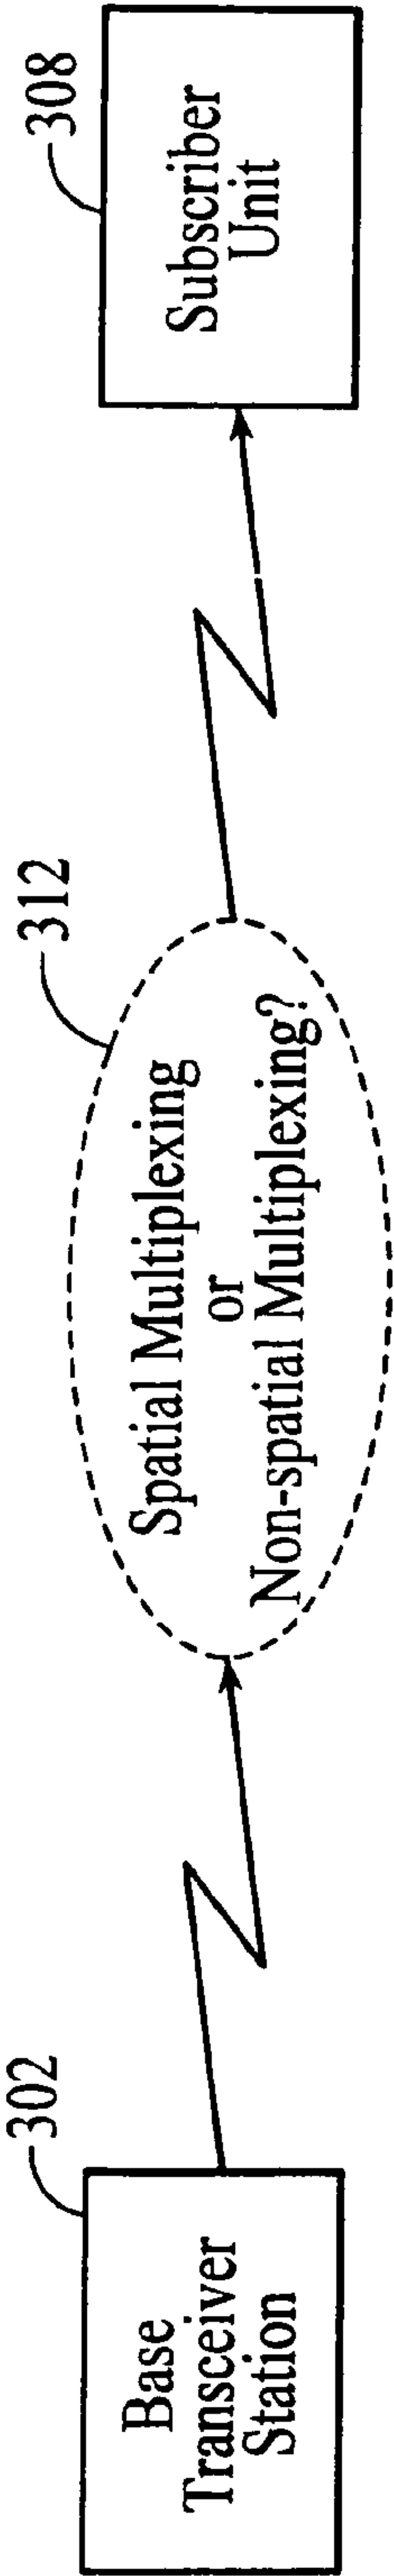 302
Base
Transceiver
Station
312
Spatial Multiplexing
or
Non-spatial Multiplexing?
308
Subscriber
Unit